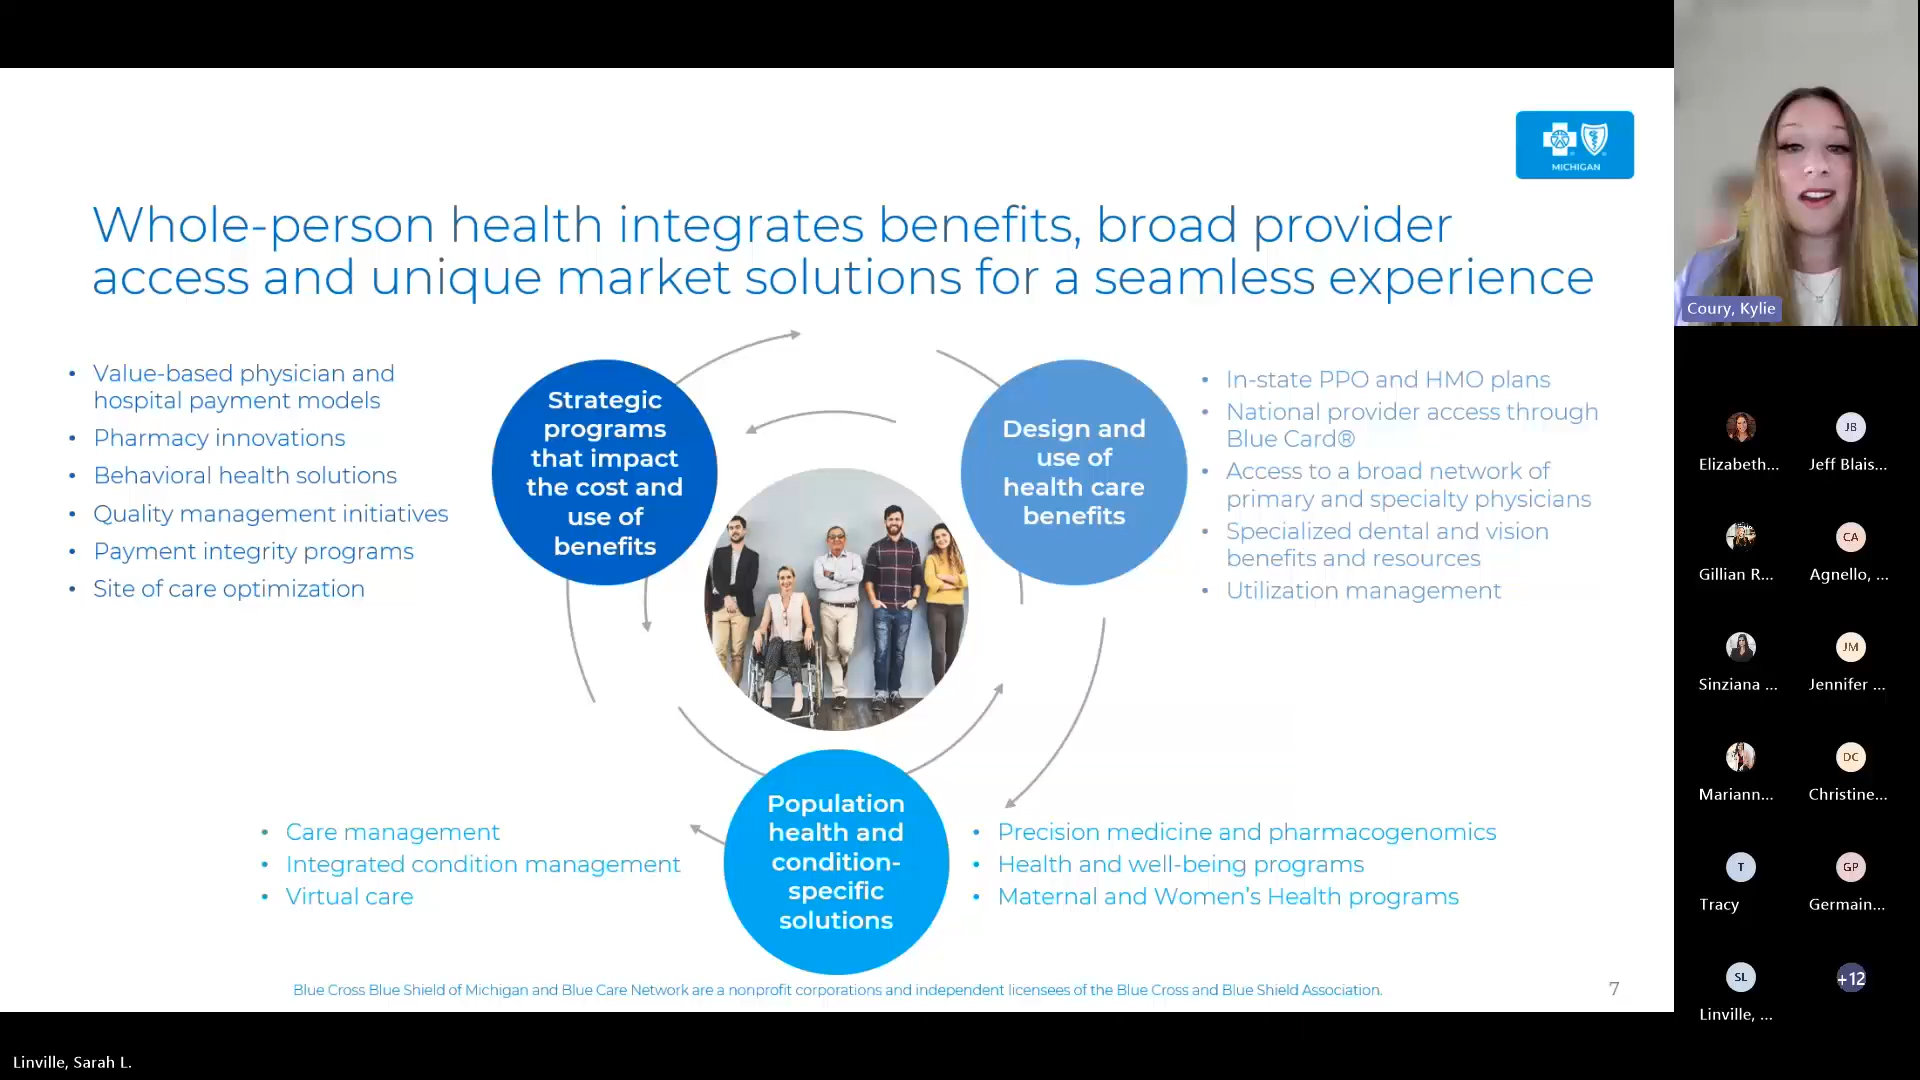 MICHIGAN
Whole-person health integrates benefits, broad provider
access and unique market solutions for a seamless experience
• Value-based physician and
hospital payment models
• Pharmacy innovations
• Behavioral health solutions
• Quality management initiatives
• Payment integrity programs
• Site of care optimization
Strategic
programs
that impact
the cost and
use of
benefits
Design and
use of
health care
benefits
• In-state PPO and HMO plans
• National provider access through
Blue Card®
• Access to a broad network of
primary and specialty physicians
• Specialized dental and vision
benefits and resources
• Utilization management
• Care management
• Integrated condition management
• Virtual care
Population
health and
condition-
specific
solutions
• Precision medicine and pharmacogenomics
• Health and well-being programs
• Maternal and Women's Health programs
Blue Cross Blue Shield of Michigan and Blue Care Network are a nonprofit corporations and independent licensees of the Blue Cross and Blue Shield Association.
7
Linville, Sarah L.
Coury, Kylie
JB
Elizabeth... Jeff Blais...
CA
Gillian R... Agnello, ...
JM
Sinziana ... Jennifer ...
DC
Mariann... Christine...
T GP
Tracy Germain...
SL +12
Linville, ...